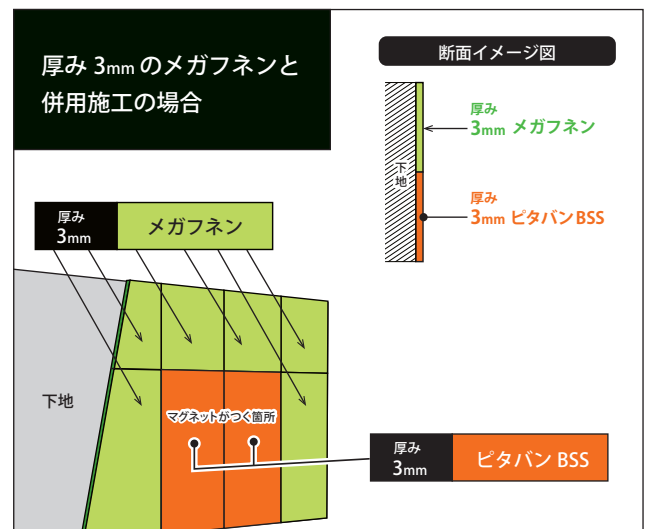 厚み 3mm のメガフネンと
併用施工の場合
断面イメージ図
厚み
3mm メガフネン
下地
厚み
3mm ピタバン BSS
厚み
3mm
メガフネン
下地
マグネットがつく箇所
厚み
3mm
ピタバン BSS